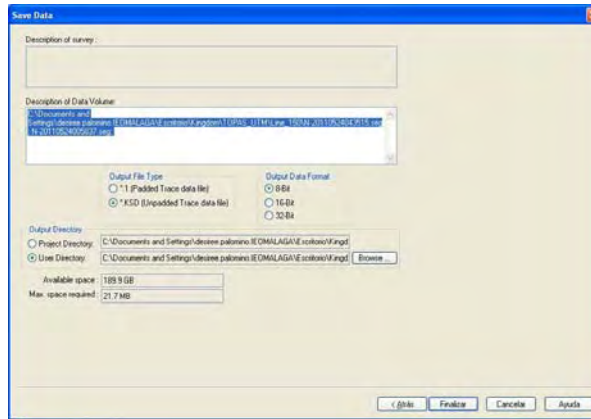 Save Data
Description of survey :
Description of Data Volume:
C:\Documents and
Settings\desiree.palomino.IEOMALAGA\Escritorio\Kingdom\TOPAS_UTM\Line_150\N-20110524043515.seg
N-20110524005837.seg
Output File Type
*.1 (Padded Trace data file)
*.KSD (Unpadded Trace data file)
Output Data Format
8-Bit
16-Bit
32-Bit
Output Directory
Project Directory: C:\Documents and Settings\desiree.palomino.IEOMALAGA\Escritorio\Kingd
User Directory: C:\Documents and Settings\desiree.palomino.IEOMALAGA\Escritorio\Kingd Browse ...
Available space : 189.9 GB
Max. space required : 21.7 MB
< Atrás Finalizar Cancelar Ayuda